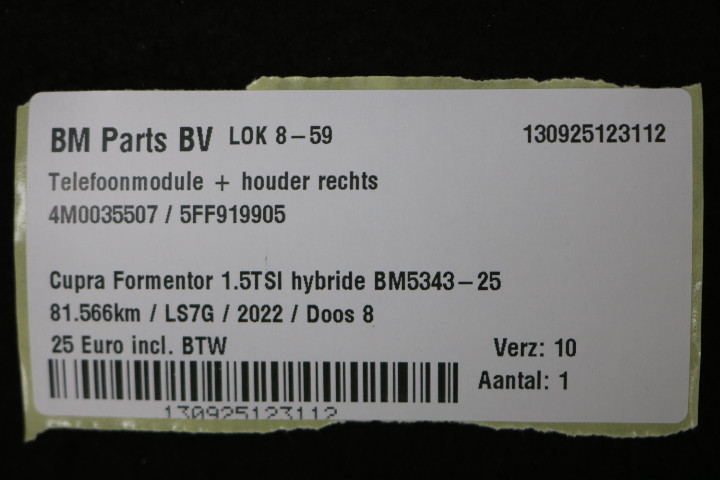 BM Parts BV LOK 8-59 130925123112
Telefoonmodule + houder rechts
4M0035507 / 5FF919905
Cupra Formentor 1.5TSI hybride BM5343-25
81.566km / LS7G / 2022 / Doos 8
25 Euro incl. BTW Verz: 10
Aantal: 1
130925123112